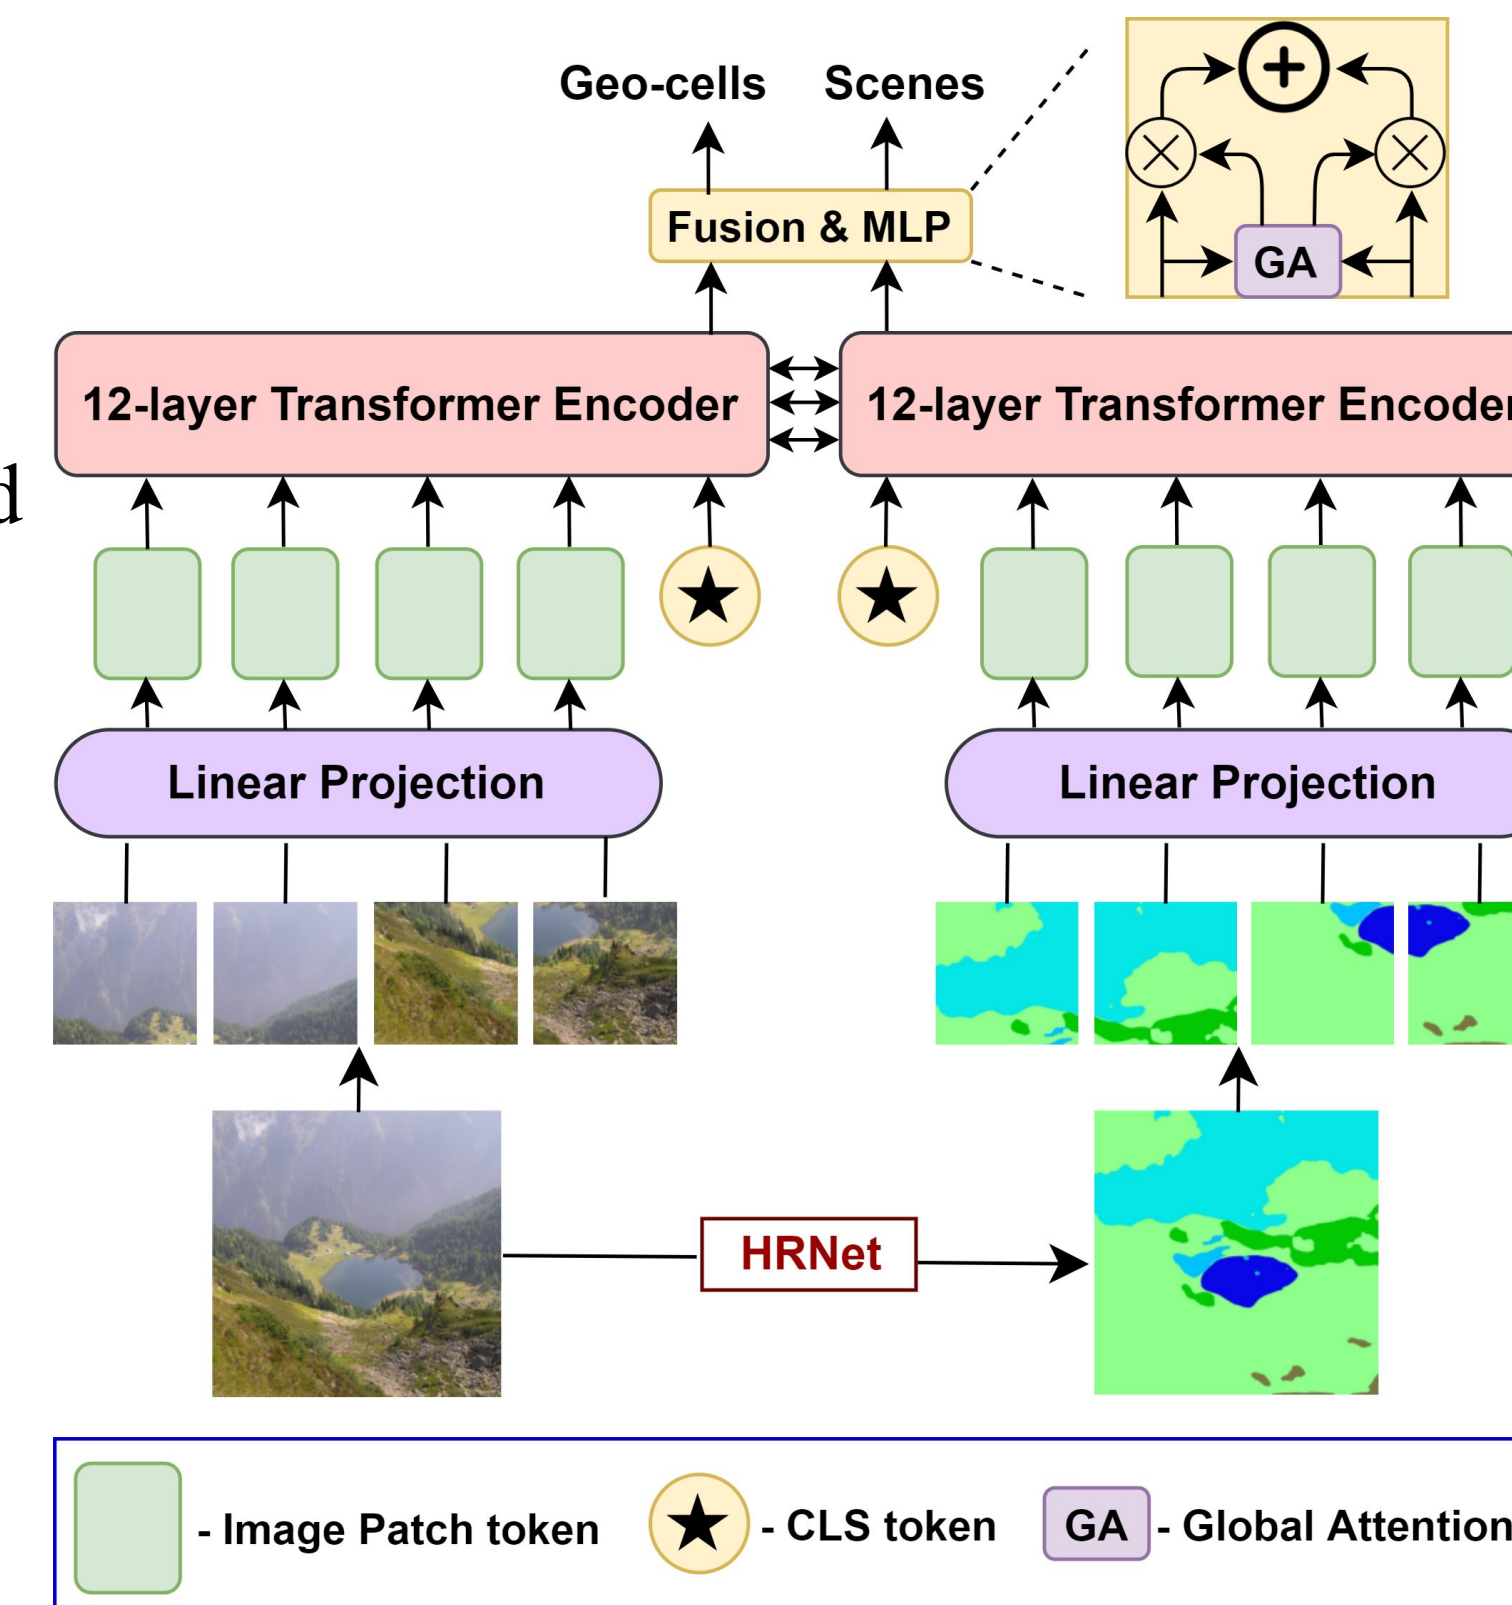 Geo-cells Scenes
Fusion & MLP
GA
12-layer Transformer Encoder
12-layer Transformer Encoder
d
Linear Projection
Linear Projection
HRNet
- Image Patch token
- CLS token
GA - Global Attention